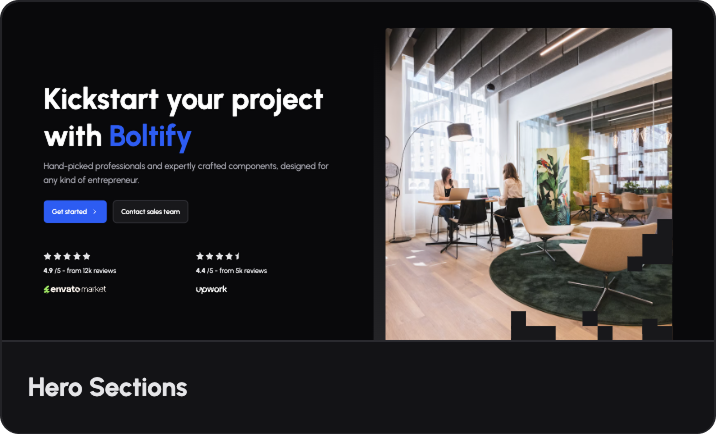 Kickstart your project
with Boltify
Hand-picked professionals and expertly crafted components, designed for
any kind of entrepreneur.
Get started
Contact sales team
4.9 /5 - from 12k reviews
4.4 /5 - from 5k reviews
envato market
upwork
Hero Sections